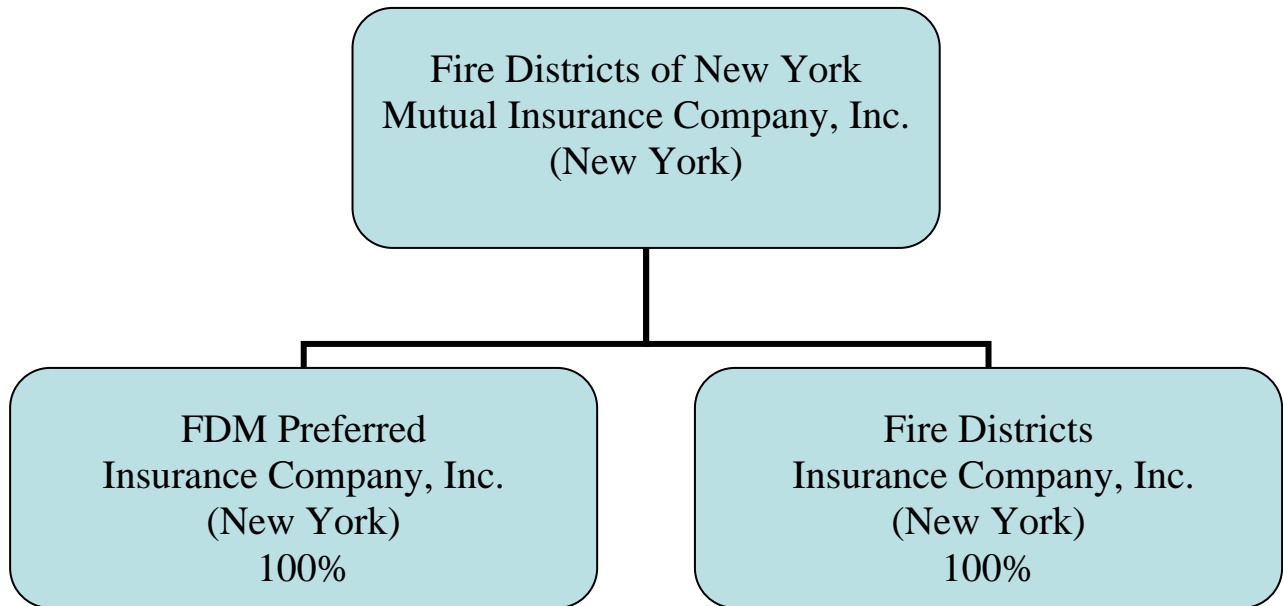 Fire Districts of New York
Mutual Insurance Company, Inc.
(New York)
FDM Preferred
Insurance Company, Inc.
(New York)
100%
Fire Districts
Insurance Company, Inc.
(New York)
100%